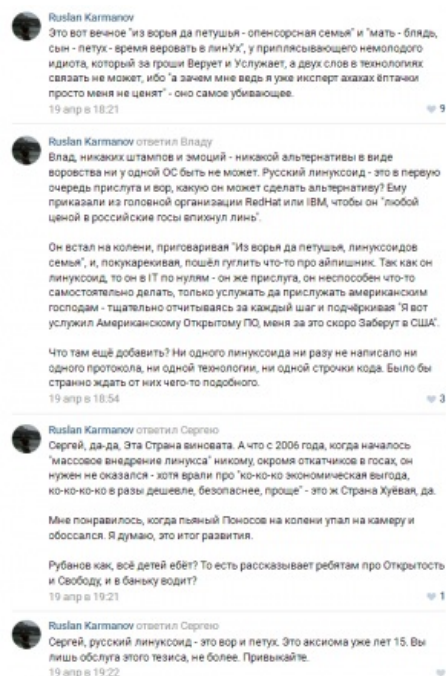 Ruslan Karmanov
Это вот вечное "из ворья да петушья - опенсорсная семья" и "мать - блядь,
сын - петух - время веровать в линУх", у приплясывающего немолодого
идиота, который за гроши Верует и Услужает, а двух слов в технологиях
связать не может, ибо "а зачем мне ведь я уже иксперт ахахах ёптачки
просто меня не ценят" - оно самое убивающее.
19 апр в 18:21
9
Ruslan Karmanov ответил Владу
Влад, никаких штампов и эмоций - никакой альтернативы в виде
воровства ни у одной ОС быть не может. Русский линуксоид - это в первую
очередь прислуга и вор, какую он может сделать альтернативу? Ему
приказали из головной организации RedHat или IBM, чтобы он "любой
ценой в российские госы впихнул линь".
Он встал на колени, приговаривая "Из ворья да петушья, линуксоидов
семья", и, покукарекивая, пошёл гуглить что-то про айпишник. Так как он
линуксоид, то он в IT по нулям - он же прислуга, он неспособен что-то
самостоятельно делать, только услужать да прислужать американским
господам - тщательно отчитываясь за каждый шаг и подчёркивая "Я вот
услужил Американскому Открытому ПО, меня за это скоро Заберут в США".
Что там ещё добавить? Ни одного линуксоида ни разу не написало ни
одного протокола, ни одной технологии, ни одной строчки кода. Было бы
странно ждать от них чего-то подобного.
19 апр в 18:54
3
Ruslan Karmanov ответил Сергею
Сергей, да-да, Эта Страна виновата. А что с 2006 года, когда началось
"массовое внедрение линукса" никому, окромя откатчиков в госах, он
нужен не оказался - хотя врали про "ко-ко-ко экономическая выгода,
ко-ко-ко-ко в разы дешевле, безопаснее, проще" - это ж Страна Хуёвая, да.
Мне понравилось, когда пьяный Поносов на колени упал на камеру и
обоссался. Я думаю, это итог развития.
Рубанов как, всё детей ебёт? То есть рассказывает ребятам про Открытость
и Свободу, и в баньку водит?
19 апр в 19:21
1
Ruslan Karmanov ответил Сергею
Сергей, русский линуксоид - это вор и петух. Это аксиома уже лет 15. Вы
лишь обслуга этого тезиса, не более. Привыкайте.
19 апр в 19:22